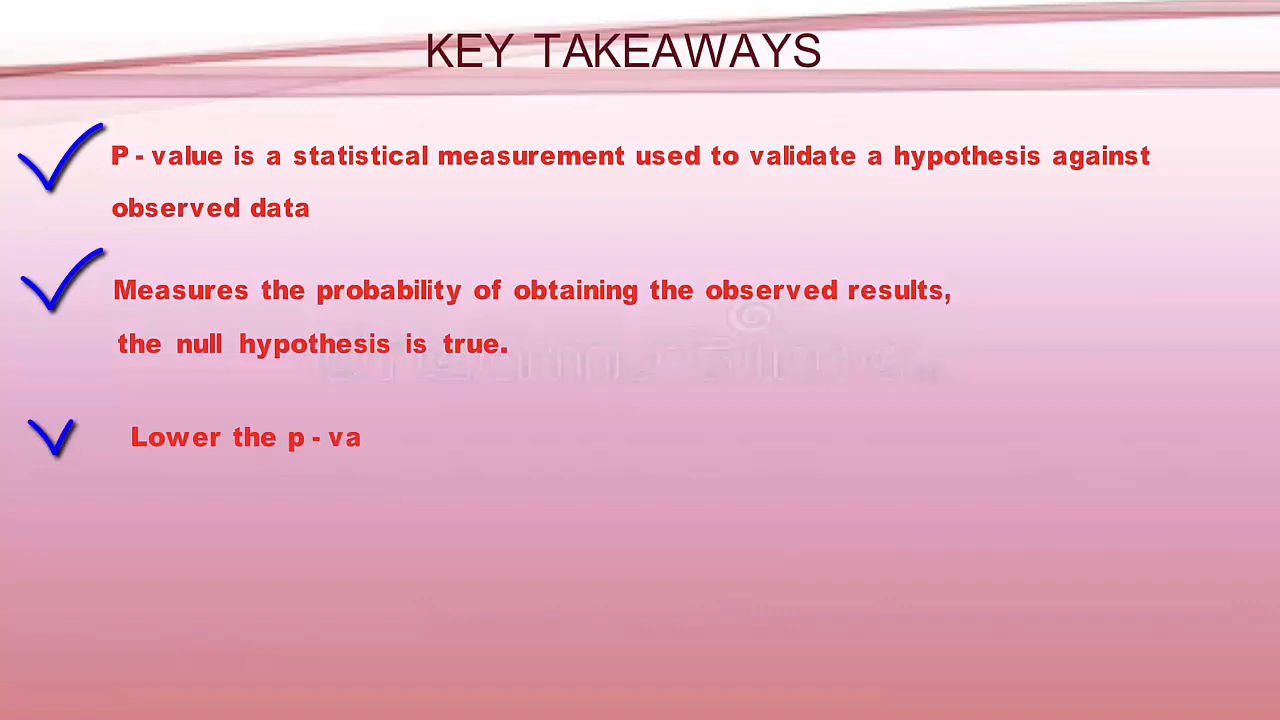 KEY TAKEAWAYS
P - value is a statistical measurement used to validate a hypothesis against
observed data
Measures the probability of obtaining the observed results,
the null hypothesis is true.
Lower the p - va